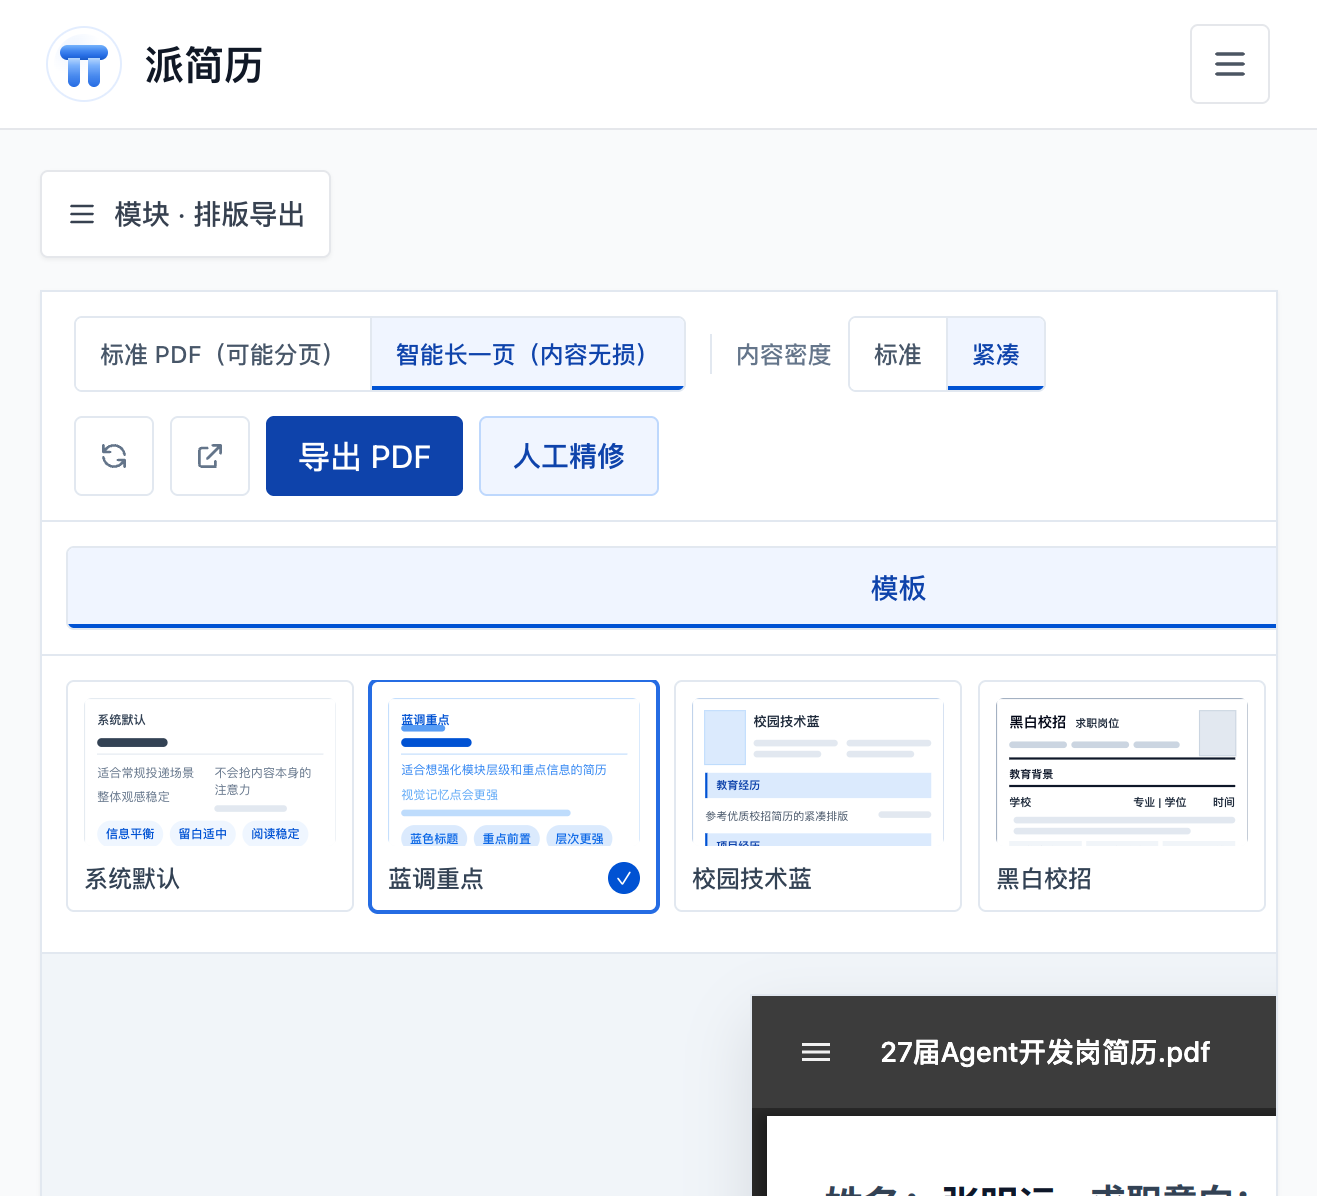 派简历
模块 · 排版导出
标准 PDF（可能分页）
智能长一页（内容无损）
内容密度
标准
紧凑
导出 PDF
人工精修
模板
系统默认
适合常规投递场景
不会抢内容本身的
注意力
整体观感稳定
信息平衡
留白适中
阅读稳定
系统默认
蓝调重点
适合想强化模块层级和重点信息的简历
视觉记忆点会更强
蓝色标题
重点前置
层次更强
蓝调重点
校园技术蓝
教育经历
参考优质校招简历的紧凑排版
项目经历
校园技术蓝
黑白校招 求职岗位
教育背景
学校 专业 | 学位 时间
黑白校招
27届Agent开发岗简历.pdf